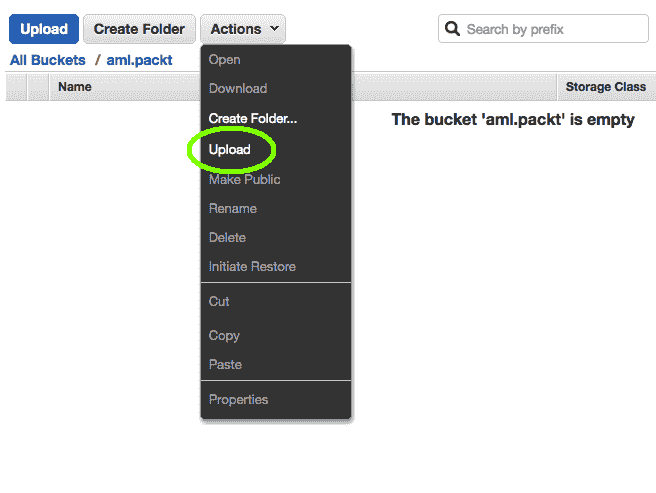 Upload Create Folder Actions Search by prefix
All Buckets / aml.packt
Name Storage Class
The bucket 'aml.packt' is empty
Open
Download
Create Folder...
Upload
Make Public
Rename
Delete
Initiate Restore
Cut
Copy
Paste
Properties